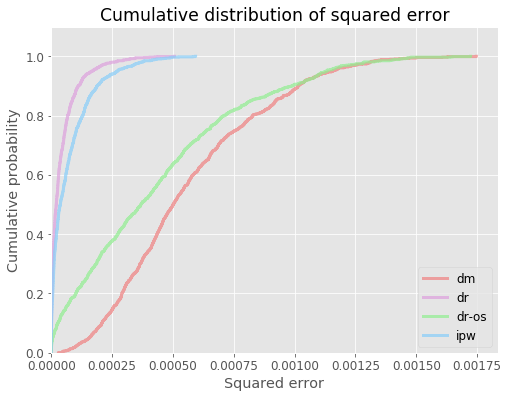 Cumulative distribution of squared error
Cumulative probability
1.0
0.8
0.6
0.4
0.2
0.0
dm
dr
dr-os
ipw
0.00000 0.00025 0.00050 0.00075 0.00100 0.00125 0.00150 0.00175
Squared error